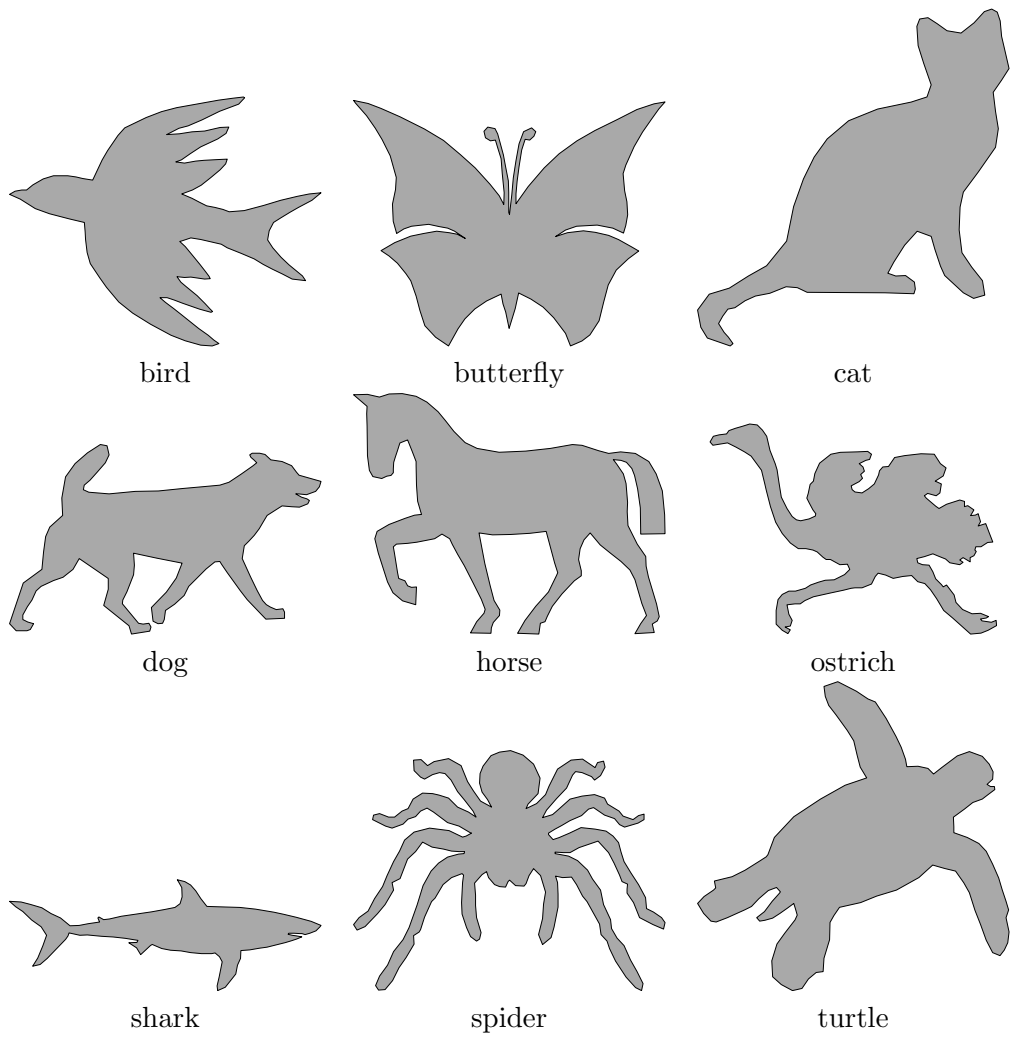 bird
butterfly
cat
dog
horse
ostrich
shark
spider
turtle